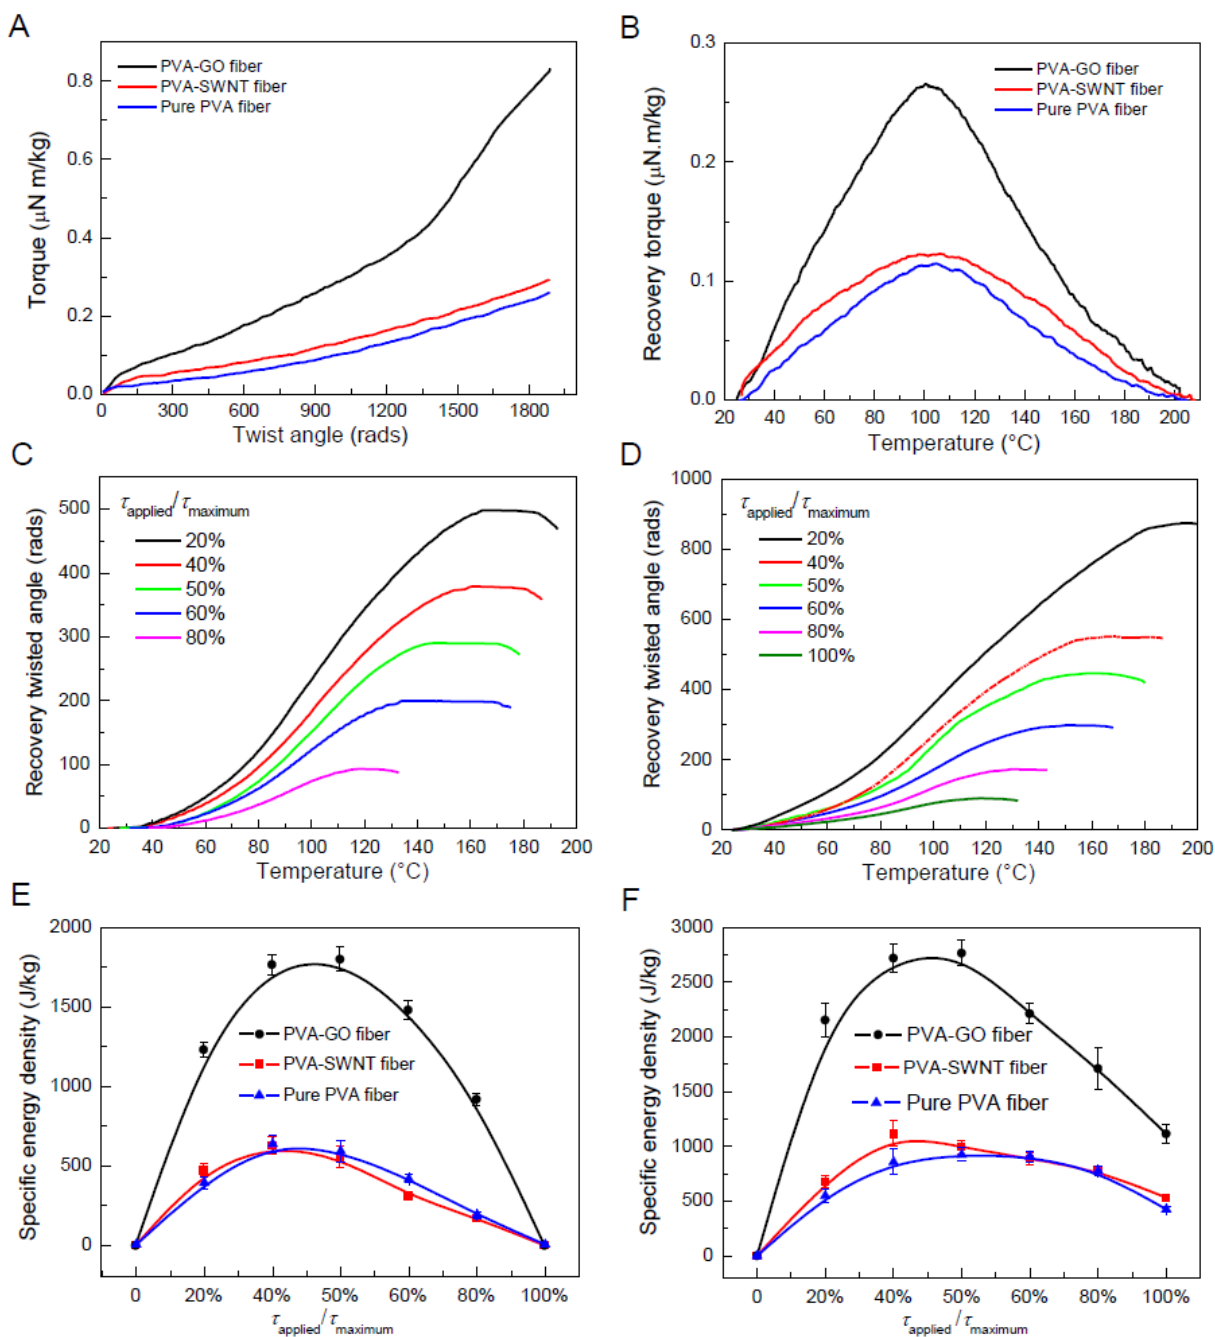 A
Torque (μN m/kg)
0.8
0.6
0.4
0.2
0.0
PVA-GO fiber
PVA-SWNT fiber
Pure PVA fiber
0 300 600 900 1200 1500 1800
Twist angle (rads)
B
Recovery torque (μN.m/kg)
0.3
0.2
0.1
0.0
PVA-GO fiber
PVA-SWNT fiber
Pure PVA fiber
20 40 60 80 100 120 140 160 180 200
Temperature (°C)
C
Recovery twisted angle (rads)
500
400
300
200
100
0
τapplied/τmaximum
20%
40%
50%
60%
80%
20 40 60 80 100 120 140 160 180 200
Temperature (°C)
D
Recovery twisted angle (rads)
1000
800
600
400
200
0
τapplied/τmaximum
20%
40%
50%
60%
80%
100%
20 40 60 80 100 120 140 160 180 200
Temperature (°C)
E
Specific energy density (J/kg)
2000
1500
1000
500
0
PVA-GO fiber
PVA-SWNT fiber
Pure PVA fiber
0 20% 40% 50% 60% 80% 100%
τapplied/τmaximum
F
Specific energy density (J/kg)
3000
2500
2000
1500
1000
500
0
PVA-GO fiber
PVA-SWNT fiber
Pure PVA fiber
0 20% 40% 50% 60% 80% 100%
τapplied/τmaximum